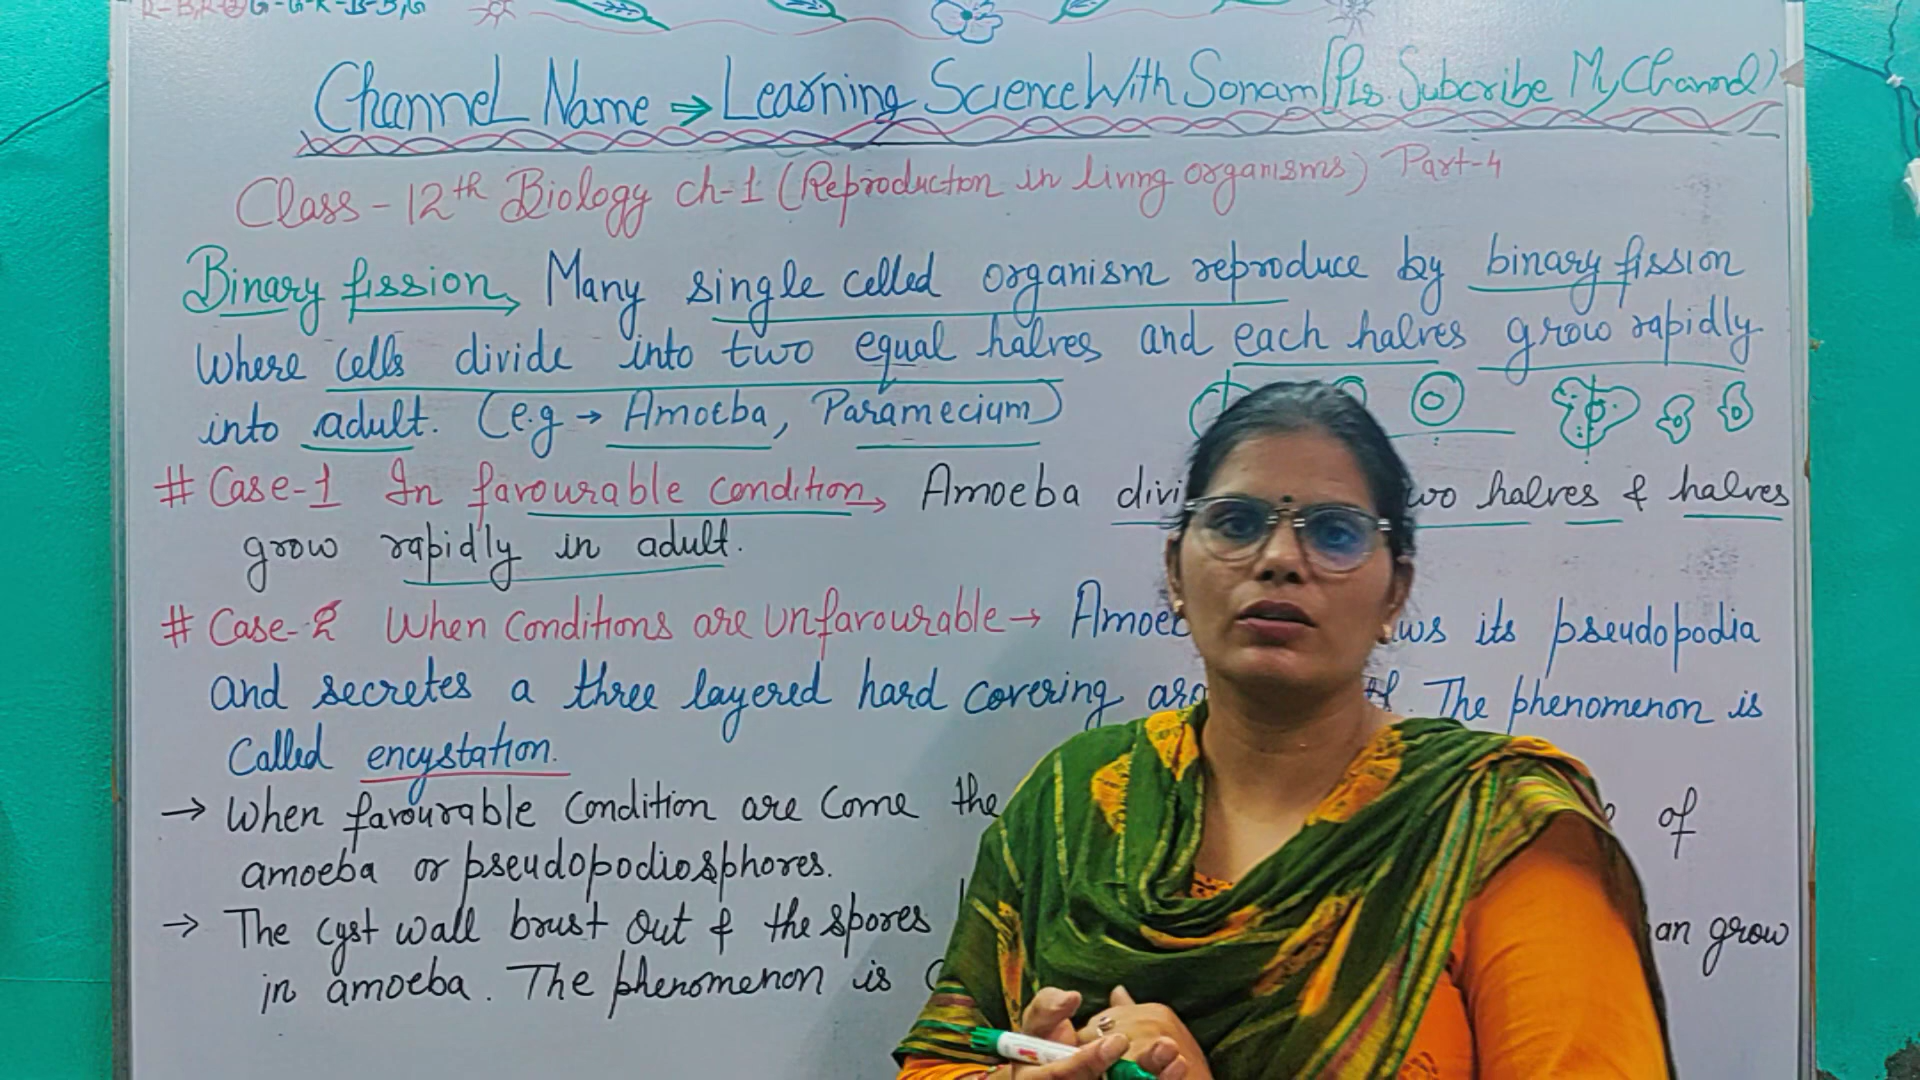 Channel Name → Learning Science With Sonam (Pls. Subcribe My Channel)
Class - 12th Biology ch-1 (Reproduction in living organisms) Part-4
Binary fission → Many single celled organism reproduce by binary fission
Where cells divide into two equal halves and each halves grow rapidly
into adult. (e.g → Amoeba, Paramecium)
# Case-1 In favourable condition → Amoeba divi wo halves & halves
grow rapidly in adult.
# Case-2 When conditions are unfavourable → Amoeb ws its pseudopodia
and secretes a three layered hard covering aro The phenomenon is
called encystation.
→ When favourable condition are come the of
amoeba or pseudopodiosphores.
→ The cyst wall brust out & the spores an grow
in amoeba. The phenomenon is